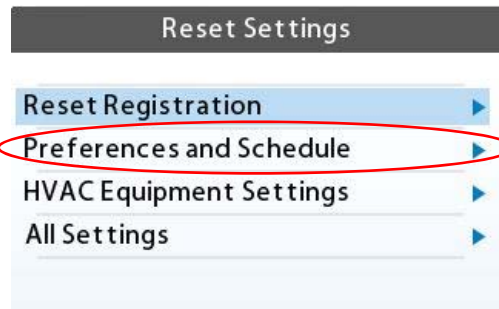 Reset Settings
Reset Registration
Preferences and Schedule
HVAC Equipment Settings
All Settings